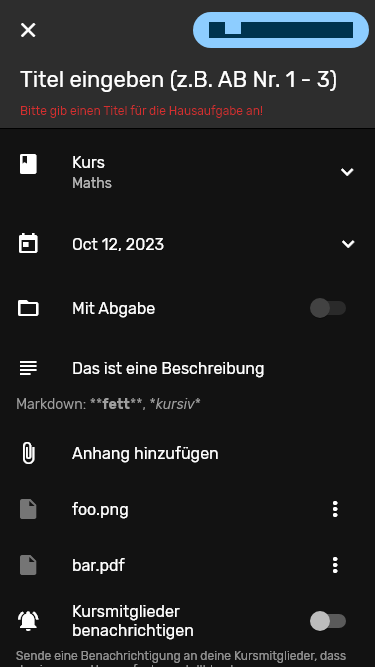 Titel eingeben (z.B. AB Nr. 1 - 3)
Bitte gib einen Titel für die Hausaufgabe an!
Kurs
Maths
Oct 12, 2023
Mit Abgabe
Das ist eine Beschreibung
Markdown: **fett**, *kursiv*
Anhang hinzufügen
foo.png
bar.pdf
Kursmitglieder
benachrichtigen
Sende eine Benachrichtigung an deine Kursmitglieder, dass